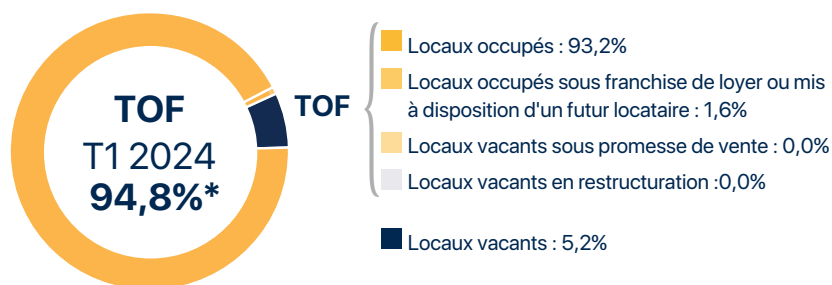 TOF
T1 2024
94,8%*
TOF
Locaux occupés : 93,2%
Locaux occupés sous franchise de loyer ou mis
à disposition d'un futur locataire : 1,6%
Locaux vacants sous promesse de vente : 0,0%
Locaux vacants en restructuration :0,0%
Locaux vacants : 5,2%